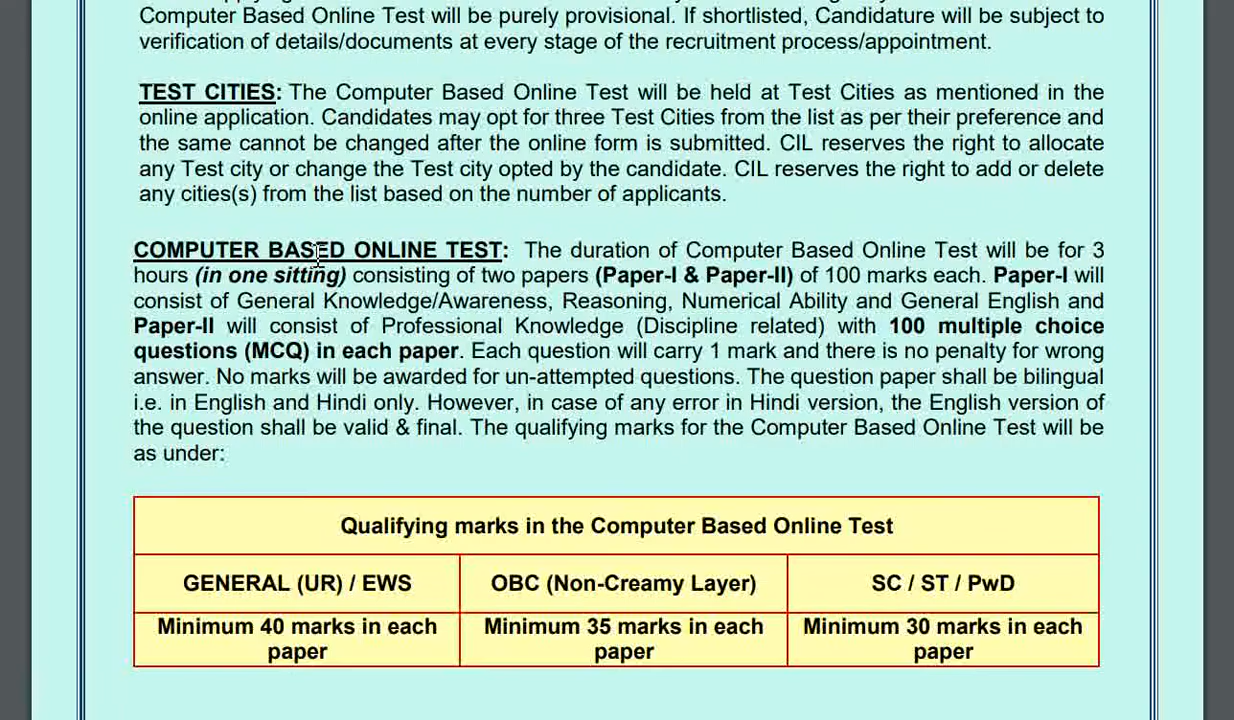 Computer Based Online Test will be purely provisional. If shortlisted, Candidature will be subject to
verification of details/documents at every stage of the recruitment process/appointment.
TEST CITIES: The Computer Based Online Test will be held at Test Cities as mentioned in the
online application. Candidates may opt for three Test Cities from the list as per their preference and
the same cannot be changed after the online form is submitted. CIL reserves the right to allocate
any Test city or change the Test city opted by the candidate. CIL reserves the right to add or delete
any cities(s) from the list based on the number of applicants.
COMPUTER BASED ONLINE TEST: The duration of Computer Based Online Test will be for 3
hours (in one sitting) consisting of two papers (Paper-I & Paper-II) of 100 marks each. Paper-I will
consist of General Knowledge/Awareness, Reasoning, Numerical Ability and General English and
Paper-II will consist of Professional Knowledge (Discipline related) with 100 multiple choice
questions (MCQ) in each paper. Each question will carry 1 mark and there is no penalty for wrong
answer. No marks will be awarded for un-attempted questions. The question paper shall be bilingual
i.e. in English and Hindi only. However, in case of any error in Hindi version, the English version of
the question shall be valid & final. The qualifying marks for the Computer Based Online Test will be
as under:
Qualifying marks in the Computer Based Online Test
GENERAL (UR) / EWS OBC (Non-Creamy Layer) SC / ST / PwD
Minimum 40 marks in each paper Minimum 35 marks in each paper Minimum 30 marks in each paper